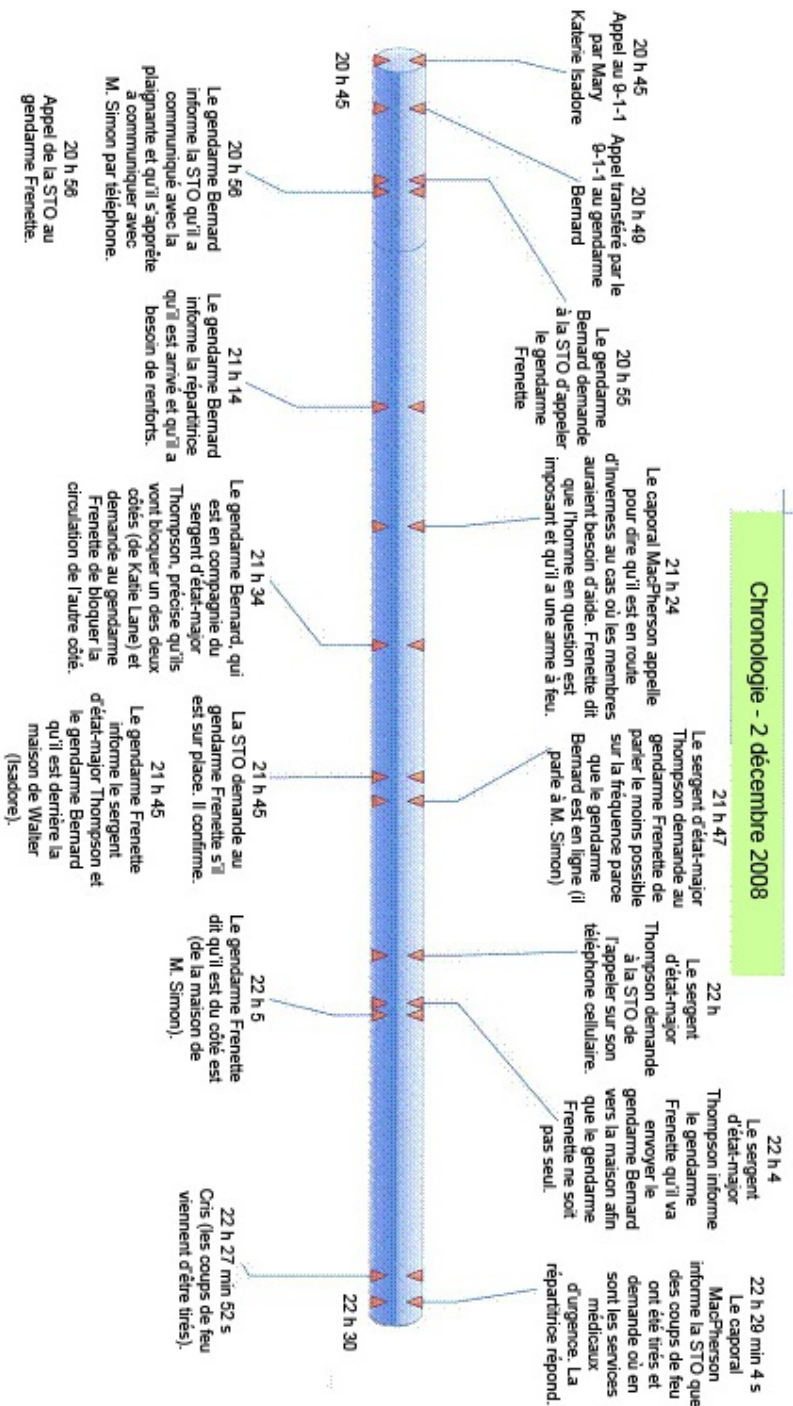 Chronologie - 2 décembre 2008
20 h 45
Appel au 9-1-1
par Mary
Katerie Isadore
20 h 49
Appel transféré par le
9-1-1 au gendarme
Bernard
20 h 55
Le gendarme
Bernard demande
à la STO d'appeler
le gendarme
Frenette
21 h 24
Le caporal MacPherson appelle
pour dire qu'il est en route
d'Inverness au cas où les membres
auraient besoin d'aide. Frenette dit
que l'homme en question est
imposant et qu'il a une arme à feu.
21 h 47
Le sergent d'état-major
Thompson demande au
gendarme Frenette de
parler le moins possible
sur la fréquence parce
que le gendarme
Bernard est en ligne (il
parle à M. Simon)
22 h
Le sergent
d'état-major
Thompson demande
à la STO de
l'appeler sur son
téléphone cellulaire.
22 h 4
Le sergent
d'état-major
Thompson informe
le gendarme
Frenette qu'il va
envoyer le
gendarme Bernard
vers la maison afin
que le gendarme
Frenette ne soit
pas seul.
22 h 29 min 4 s
Le caporal
MacPherson
informe la STO que
des coups de feu
ont été tirés et
demande où en
sont les services
médicaux
d'urgence. La
répartitrice répond.
20 h 45
22 h 30
20 h 56
Le gendarme Bernard
informe la STO qu'il a
communiqué avec la
plaignante et qu'il s'apprête
à communiquer avec
M. Simon par téléphone.
20 h 56
Appel de la STO au
gendarme Frenette.
21 h 14
Le gendarme Bernard
informe la répartitrice
qu'il est arrivé et qu'il a
besoin de renforts.
21 h 34
Le gendarme Bernard, qui
est en compagnie du
sergent d'état-major
Thompson, précise qu'ils
vont bloquer un des deux
côtés (de Katie Lane) et
demande au gendarme
Frenette de bloquer la
circulation de l'autre côté.
21 h 45
La STO demande au
gendarme Frenette s'il
est sur place. Il confirme.
21 h 45
Le gendarme Frenette
informe le sergent
d'état-major Thompson et
le gendarme Bernard
qu'il est derrière la
maison de Walter
(Isadore).
22 h 5
Le gendarme Frenette
dit qu'il est du côté est
(de la maison de
M. Simon).
22 h 27 min 52 s
Cris (les coups de feu
viennent d'être tirés).